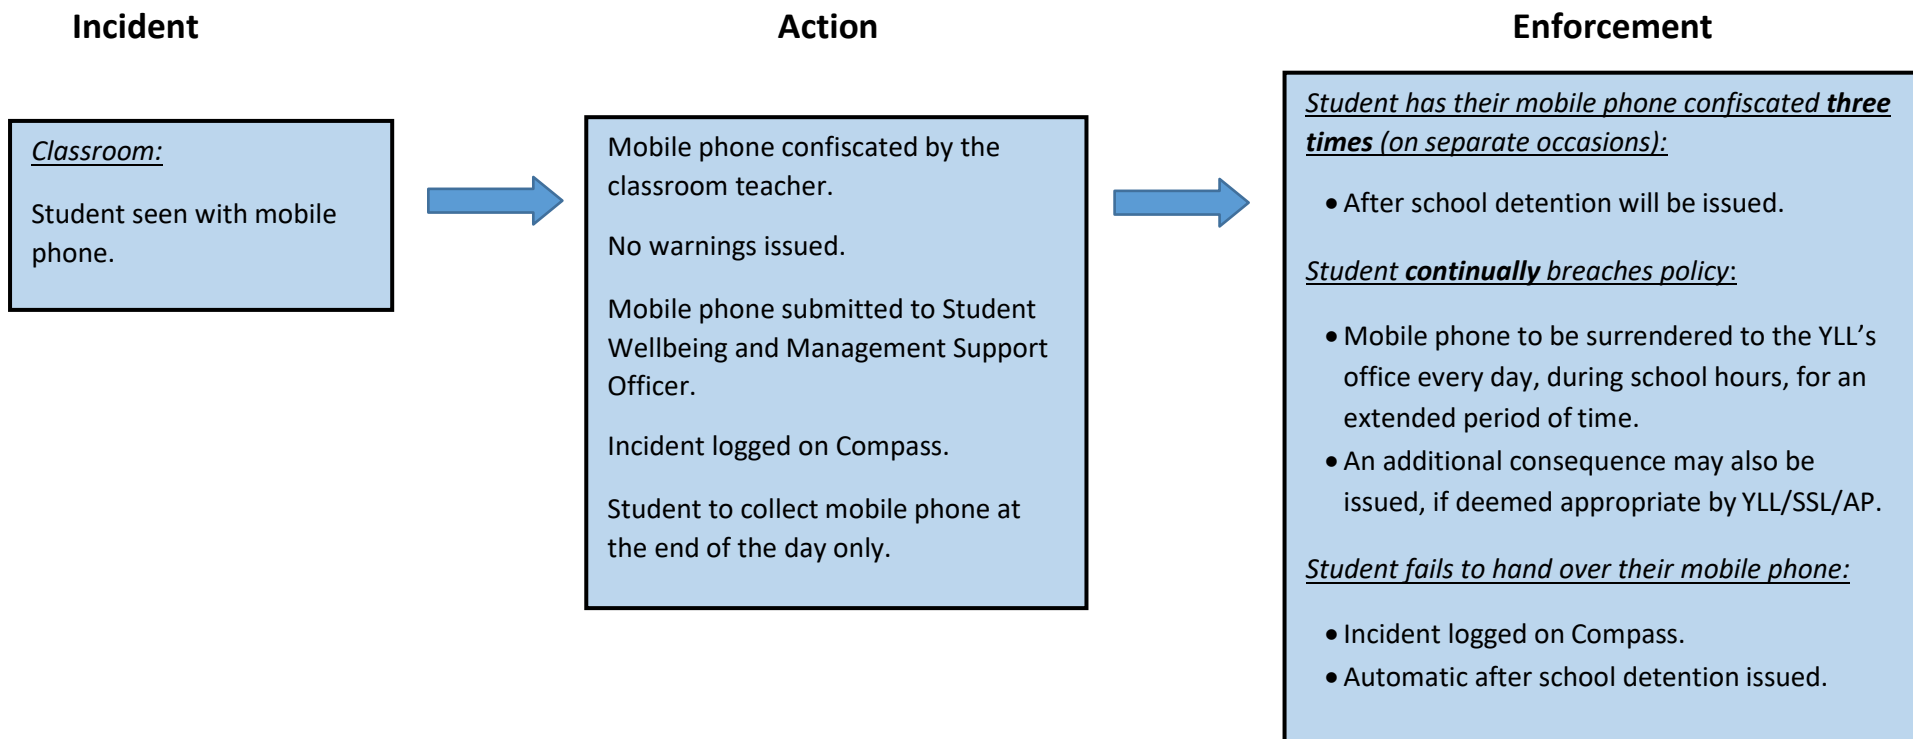 Incident
Action
Enforcement
Classroom:
Student seen with mobile
phone.
Mobile phone confiscated by the
classroom teacher.
No warnings issued.
Mobile phone submitted to Student
Wellbeing and Management Support
Officer.
Incident logged on Compass.
Student to collect mobile phone at
the end of the day only.
Student has their mobile phone confiscated three
times (on separate occasions):
• After school detention will be issued.
Student continually breaches policy:
• Mobile phone to be surrendered to the YLL’s
office every day, during school hours, for an
extended period of time.
• An additional consequence may also be
issued, if deemed appropriate by YLL/SSL/AP.
Student fails to hand over their mobile phone:
• Incident logged on Compass.
• Automatic after school detention issued.